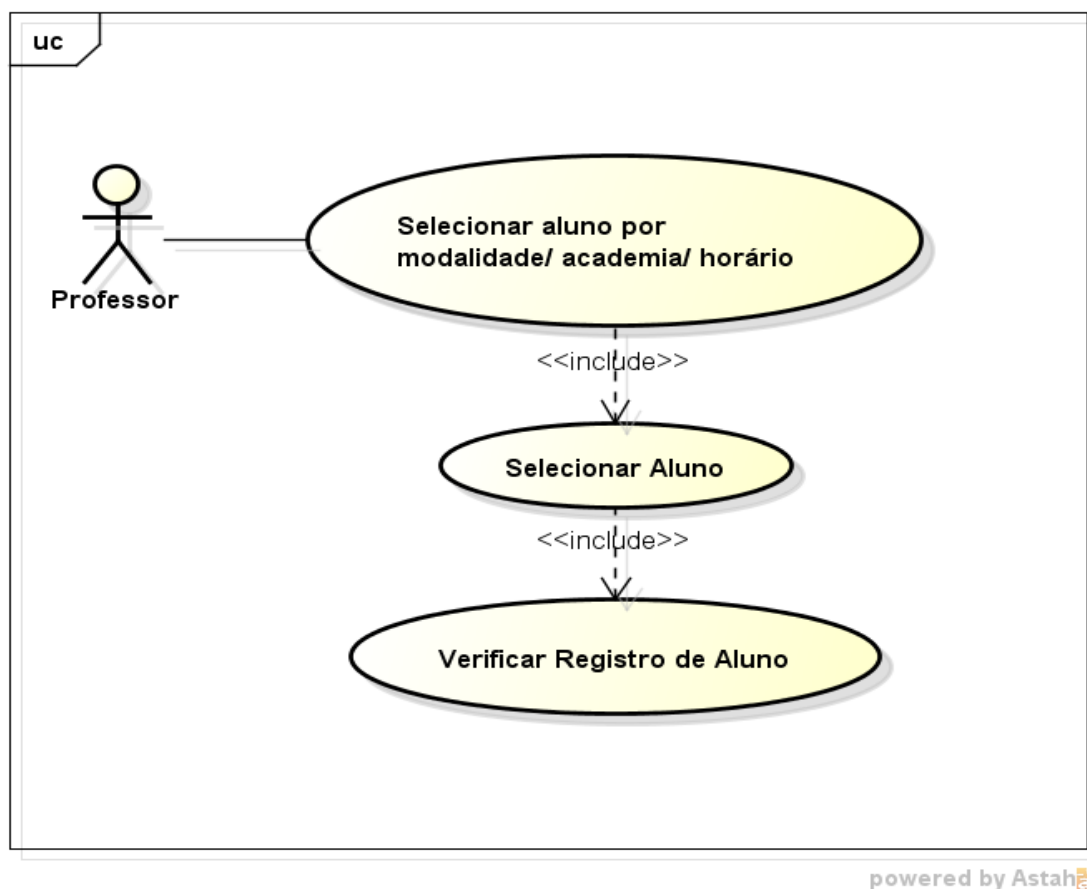 uc
Professor
Selecionar aluno por
modalidade/ academia/ horário
<<include>>
Selecionar Aluno
<<include>>
Verificar Registro de Aluno
powered by Astah